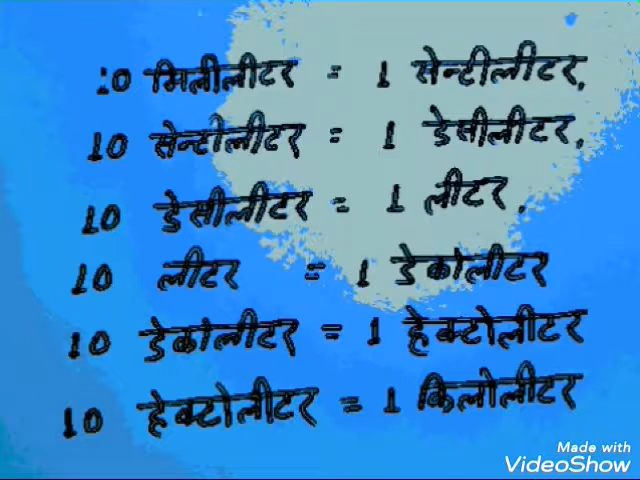 10 मिलीलीटर = 1 सेन्टीलीटर,
10 सेन्टीलीटर = 1 डेसीलीटर,
10 डेसीलीटर = 1 लीटर.
10 लीटर = 1 डेकालीटर
10 डेकालीटर = 1 हेक्टोलीटर
10 हेक्टोलीटर = 1 किलोलीटर
Made with
VideoShow